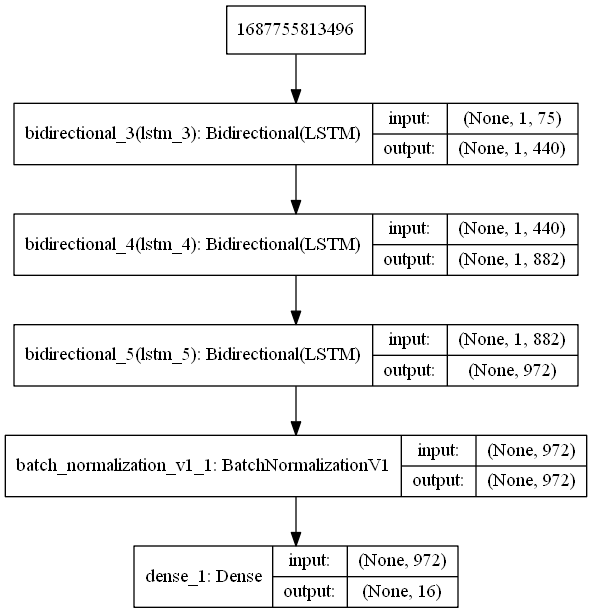 1687755813496
bidirectional_3(lstm_3): Bidirectional(LSTM)
input: (None, 1, 75)
output: (None, 1, 440)
bidirectional_4(lstm_4): Bidirectional(LSTM)
input: (None, 1, 440)
output: (None, 1, 882)
bidirectional_5(lstm_5): Bidirectional(LSTM)
input: (None, 1, 882)
output: (None, 972)
batch_normalization_v1_1: BatchNormalizationV1
input: (None, 972)
output: (None, 972)
dense_1: Dense
input: (None, 972)
output: (None, 16)